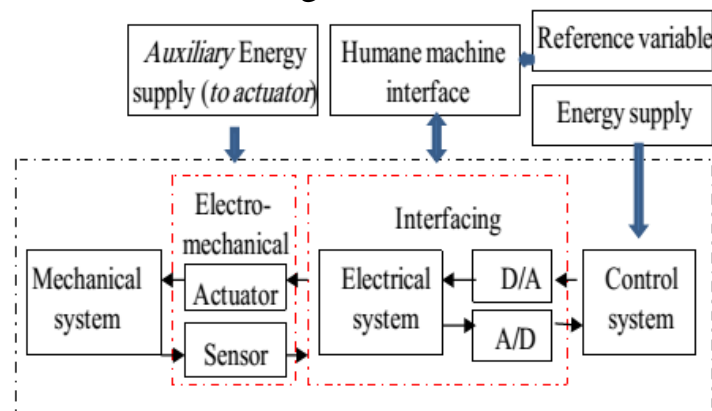 Auxiliary Energy
supply (to actuator)
Humane machine
interface
Reference variable
Energy supply
Electro-
mechanical
Interfacing
Mechanical
system
Actuator
Sensor
Electrical
system
D/A
A/D
Control
system